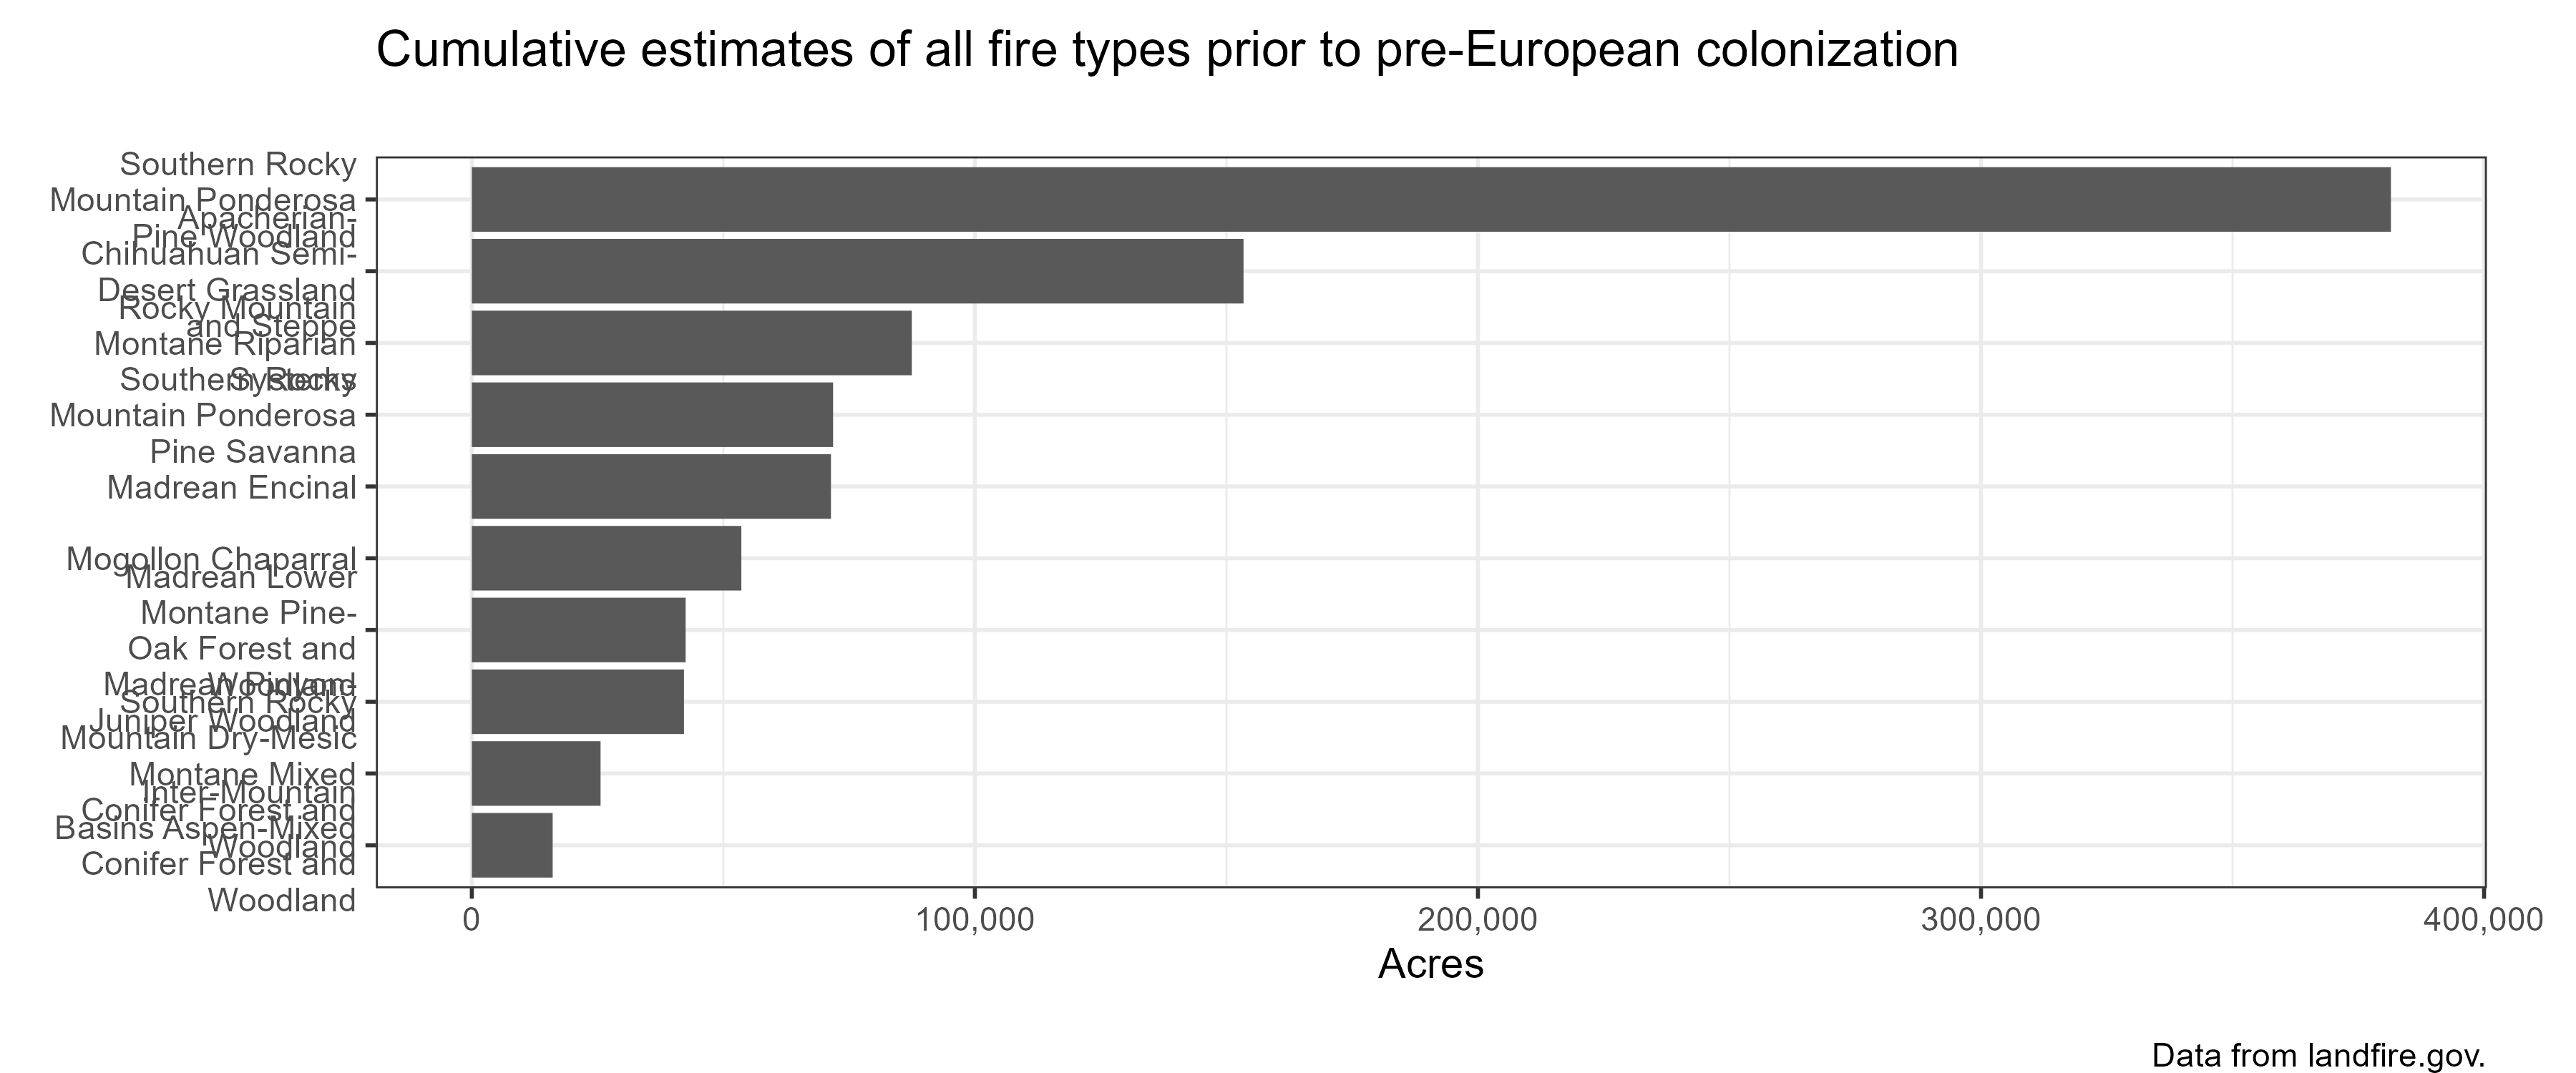 Cumulative estimates of all fire types prior to pre-European colonization
Southern Rocky
Mountain Ponderosa
Pine Woodland
Apacherian-
Chihuahuan Semi-
Desert Grassland
and Steppe
Rocky Mountain
Montane Riparian
Systems
Southern Rocky
Mountain Ponderosa
Pine Savanna
Madrean Encinal
Mogollon Chaparral
Madrean Lower
Montane Pine-
Oak Forest and
Woodland
Madrean Pinyon-
Juniper Woodland
Southern Rocky
Mountain Dry-Mesic
Montane Mixed
Conifer Forest and
Woodland
Inter-Mountain
Basins Aspen-Mixed
Conifer Forest and
Woodland
0
100,000
200,000
300,000
400,000
Acres
Data from landfire.gov.